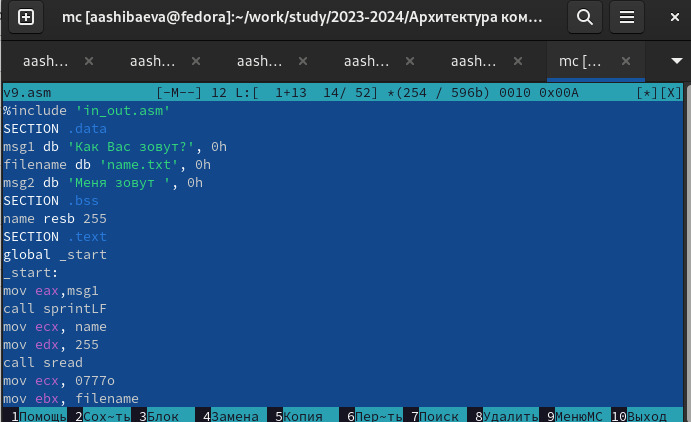 mc [aashibaeva@fedora]:~/work/study/2023-2024/Архитектура ком…
aash… × aash… × aash… × aash… × aash… × mc [… ×
v9.asm [-M--] 12 L:[ 1+13 14/ 52] *(254 / 596b) 0010 0x00A [*][X]
%include 'in_out.asm'
SECTION .data
msg1 db 'Как Вас зовут?', 0h
filename db 'name.txt', 0h
msg2 db 'Меня зовут ', 0h
SECTION .bss
name resb 255
SECTION .text
global _start
_start:
mov eax,msg1
call sprintLF
mov ecx, name
mov edx, 255
call sread
mov ecx, 0777o
mov ebx, filename
1Помощь 2Сох~ть 3Блок 4Замена 5Копия 6Пер~ть 7Поиск 8Удалить 9МенюMC 10Выход